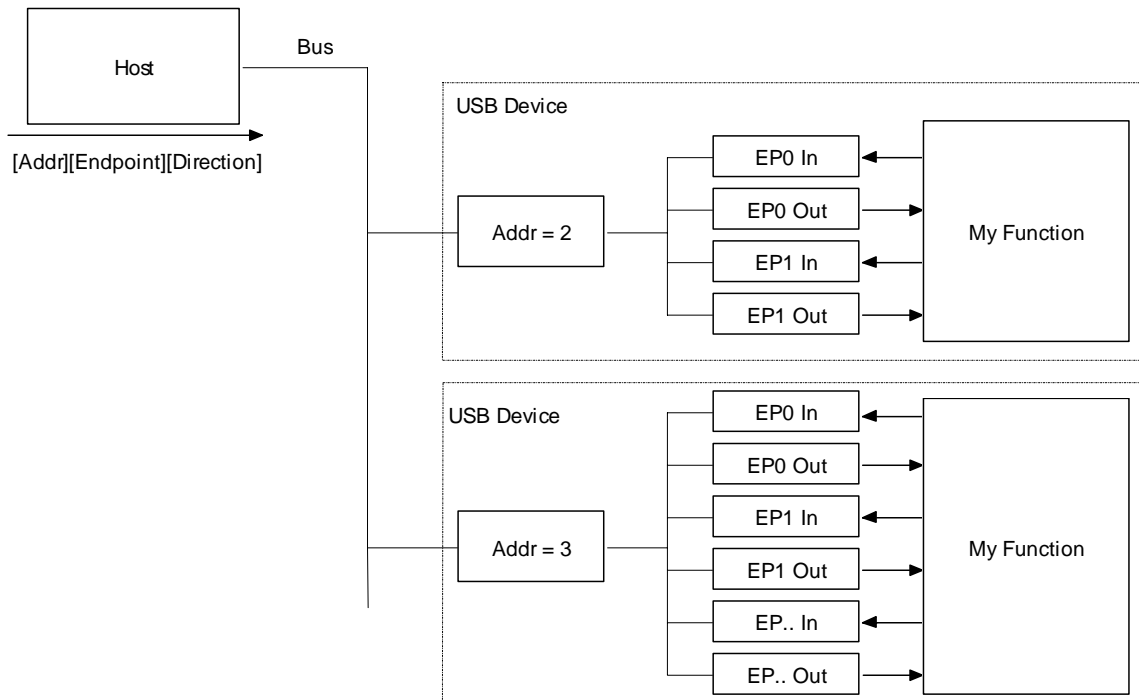 Host
Bus
[Addr][Endpoint][Direction]
USB Device
Addr = 2
EP0 In
EP0 Out
EP1 In
EP1 Out
My Function
USB Device
Addr = 3
EP0 In
EP0 Out
EP1 In
EP1 Out
EP.. In
EP.. Out
My Function